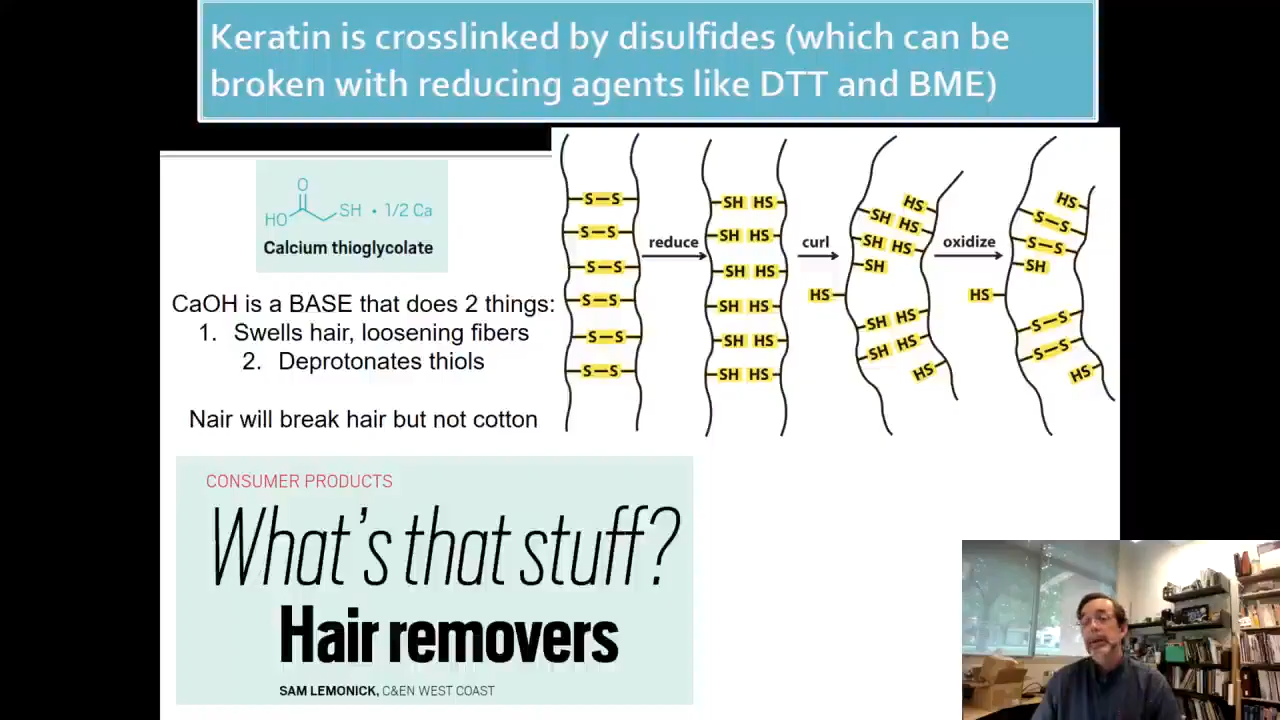 Keratin is crosslinked by disulfides (which can be
broken with reducing agents like DTT and BME)
O
HO SH • 1/2 Ca
Calcium thioglycolate
CaOH is a BASE that does 2 things:
1. Swells hair, loosening fibers
2. Deprotonates thiols
Nair will break hair but not cotton
S–S
S–S
S–S
S–S
S–S
S–S
reduce
SH HS
SH HS
SH HS
SH HS
SH HS
SH HS
curl
HS
SH HS
SH HS
SH
HS
SH HS
SH HS
HS
oxidize
HS
S–S
S–S
SH
HS
S–S
S–S
HS
CONSUMER PRODUCTS
What's that stuff?
Hair removers
SAM LEMONICK, C&EN WEST COAST